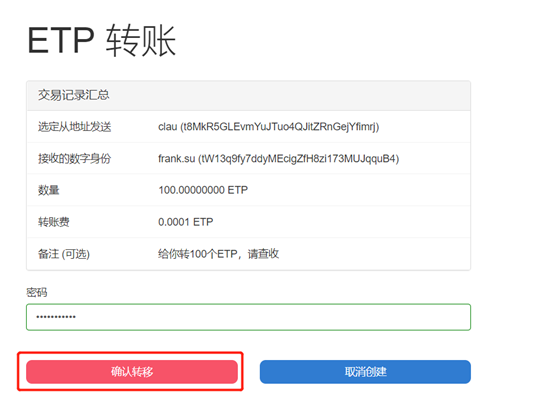 ETP 转账
交易记录汇总
选定从地址发送 clau (t8MkR5GLEvmYuJTuo4QJitZRnGejYfimrj)
接收的数字身份 frank.su (tW13q9fy7ddyMEcigZfH8zi173MUJqquB4)
数量 100.00000000 ETP
转账费 0.0001 ETP
备注 (可选) 给你转100个ETP，请查收
密码
•••••••••••
确认转移 取消创建